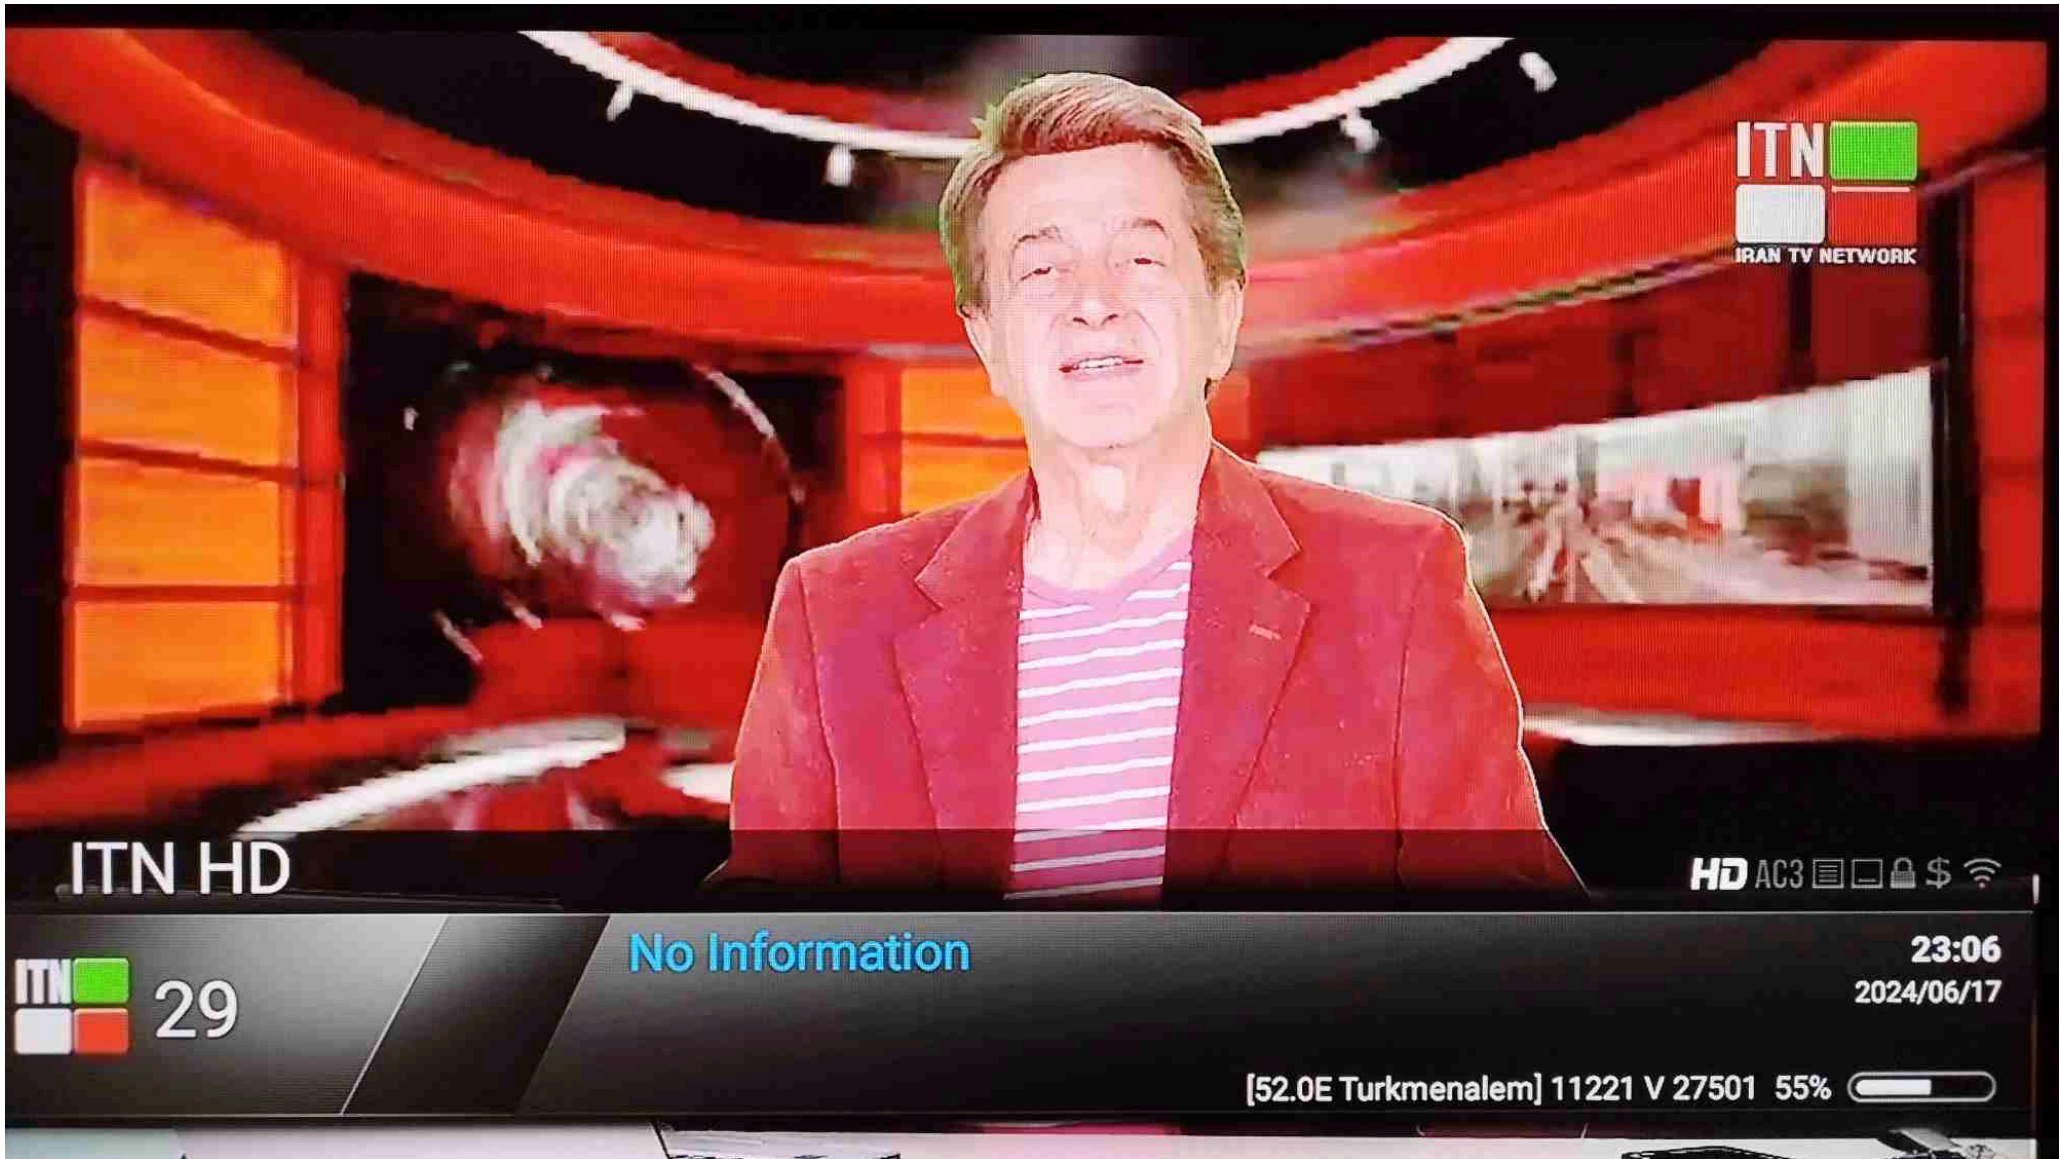 ITN
IRAN TV NETWORK
ITN HD
HD AC3 $
ITN
29
No Information
23:06
2024/06/17
[52.0E Turkmenalem] 11221 V 27501 55%